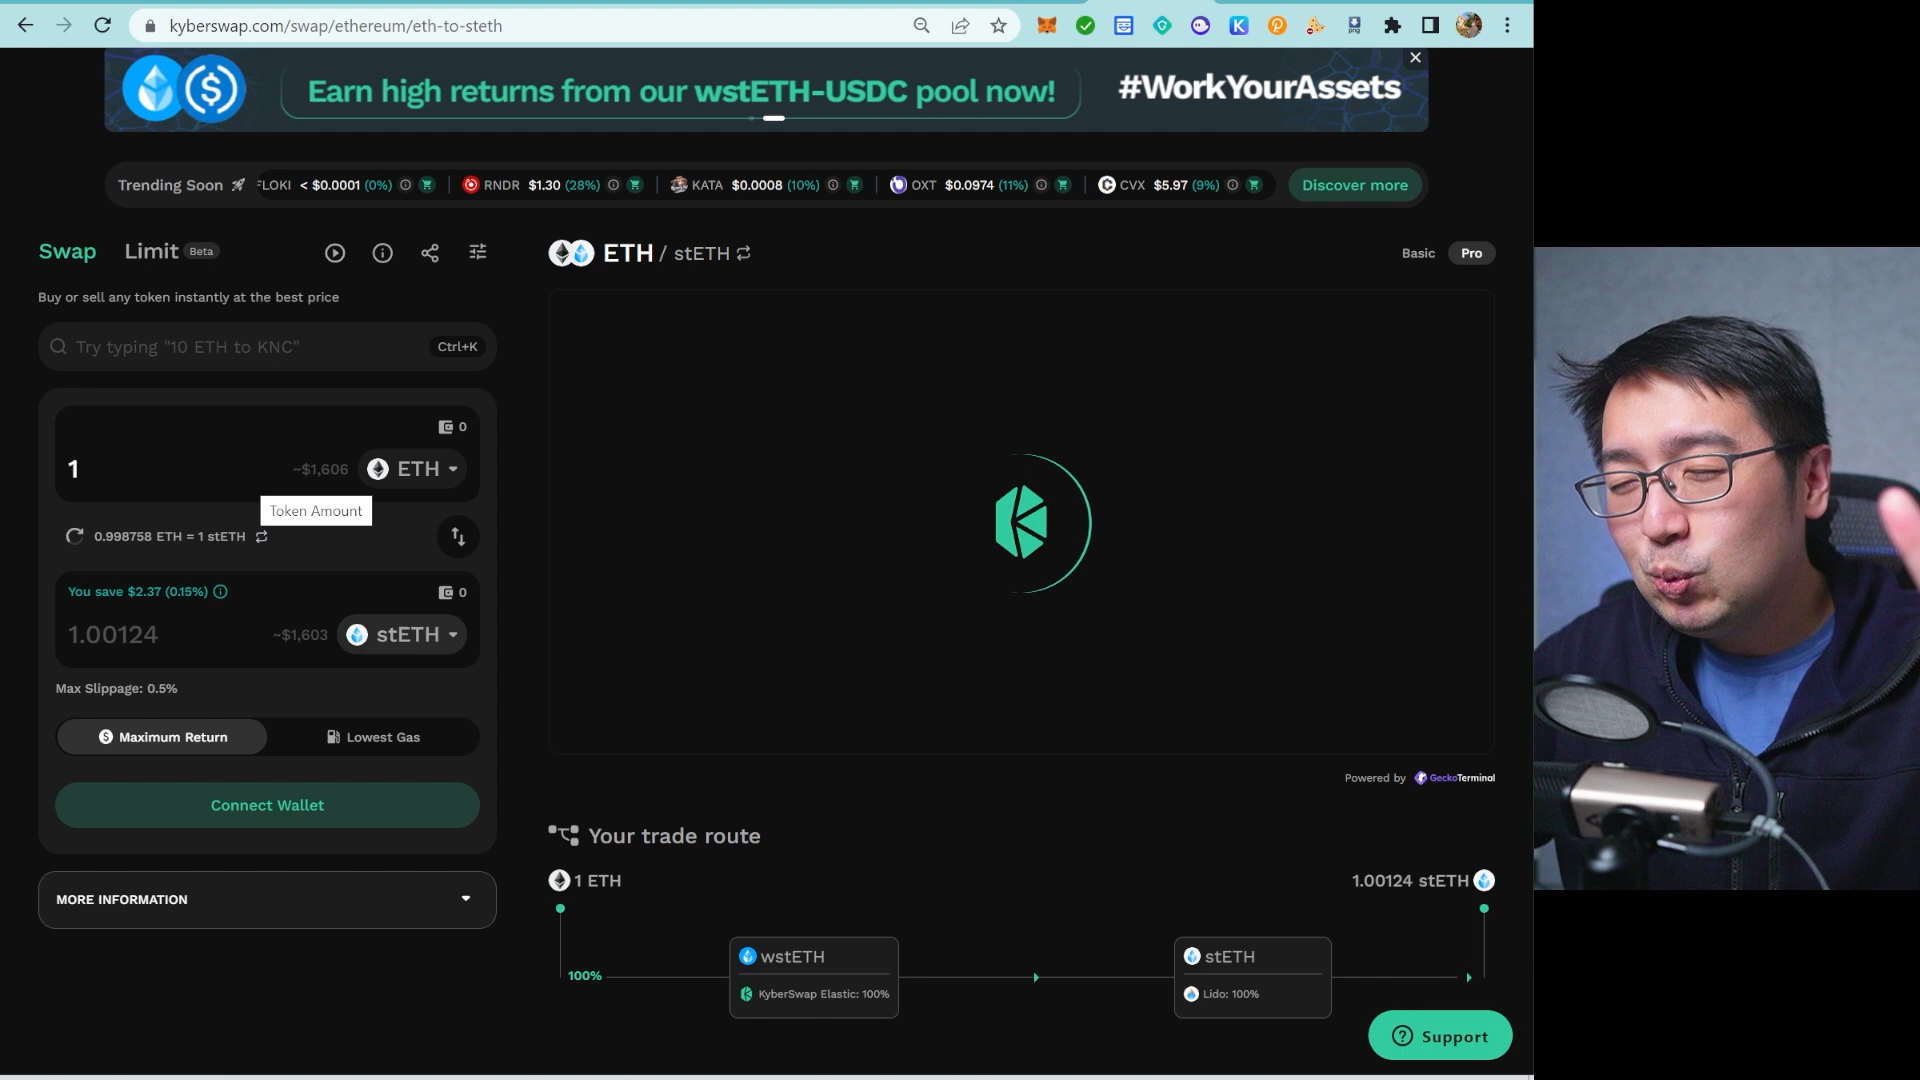 kyberswap.com/swap/ethereum/eth-to-steth
Earn high returns from our wstETH-USDC pool now!
#WorkYourAssets
Trending Soon
FLOKI < $0.0001 (0%)
RNDR $1.30 (28%)
KATA $0.0008 (10%)
OXT $0.0974 (11%)
CVX $5.97 (9%)
Discover more
Swap
Limit Beta
Buy or sell any token instantly at the best price
Try typing "10 ETH to KNC"
Ctrl+K
0
1
~$1,606
ETH
Token Amount
0.998758 ETH = 1 stETH
You save $2.37 (0.15%)
0
1.00124
~$1,603
stETH
Max Slippage: 0.5%
Maximum Return
Lowest Gas
Connect Wallet
MORE INFORMATION
ETH / stETH
Basic
Pro
Powered by GeckoTerminal
Your trade route
1 ETH
1.00124 stETH
100%
wstETH
KyberSwap Elastic: 100%
stETH
Lido: 100%
Support